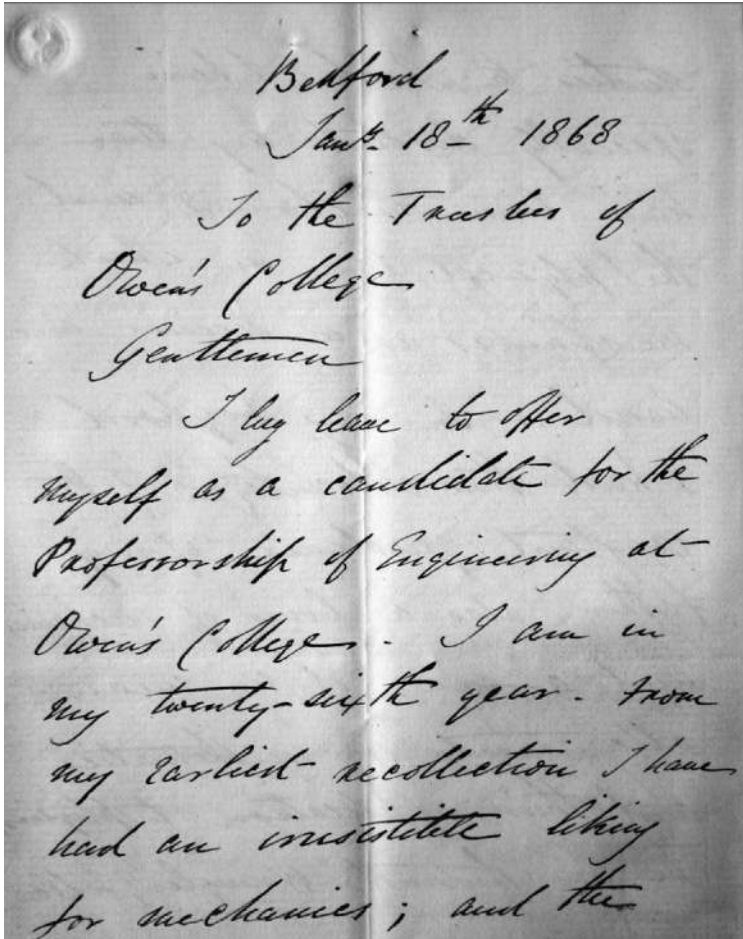 Bedford
Jany. 18th 1868
To the Trustees of
Owen's College
Gentlemen
I beg leave to offer
myself as a candidate for the
Professorship of Engineering at
Owen's College. I am in
my twenty-sixth year. From
my earliest recollection I have
had an irresistible liking
for mechanics; and the